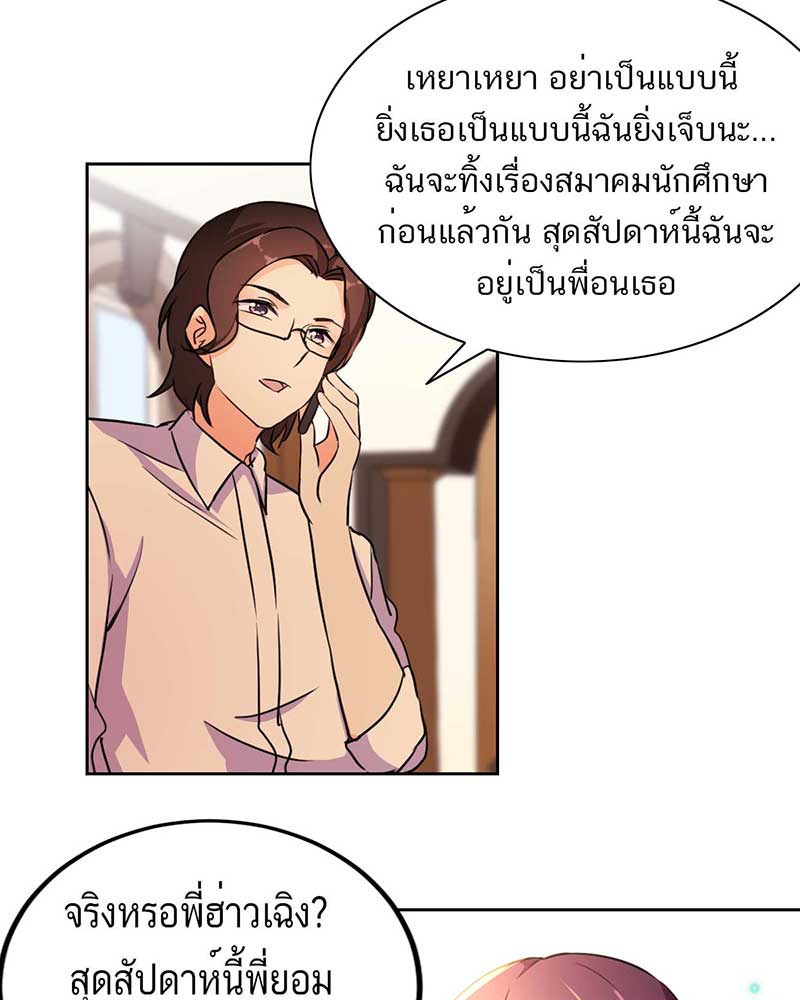 เหยาเหยา อย่าเป็นแบบนี้
ยิ่งเธอเป็นแบบนี้ฉันยิ่งเจ็บนะ...
ฉันจะทิ้งเรื่องสมาคมนักศึกษา
ก่อนแล้วกัน สุดสัปดาห์นี้ฉันจะ
อยู่เป็นพื่อนเธอ
จริงหรอพี่ฮ่าวเฉิง?
สุดสัปดาห์นี้พี่ยอม